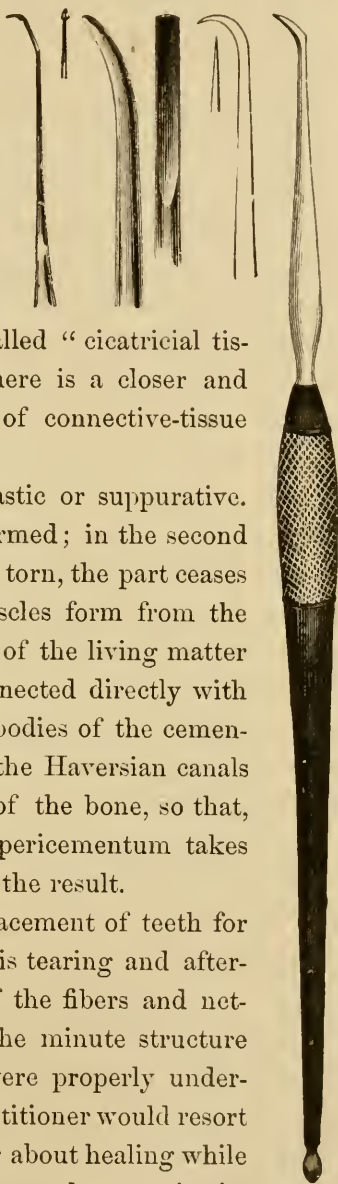 lled “ cicatricial tis-
here is a closer and
of connective-tissue
astic or suppurative.
rmed; in the second
torn, the part ceases
scles form from the
of the living matter
nected directly with
bodies of the cemen-
the Haversian canals
of the bone, so that,
pericementum takes
the result.
acement of teeth for
is tearing and after-
the fibers and net-
he minute structure
vere properly under-
titioner would resort
about healing while